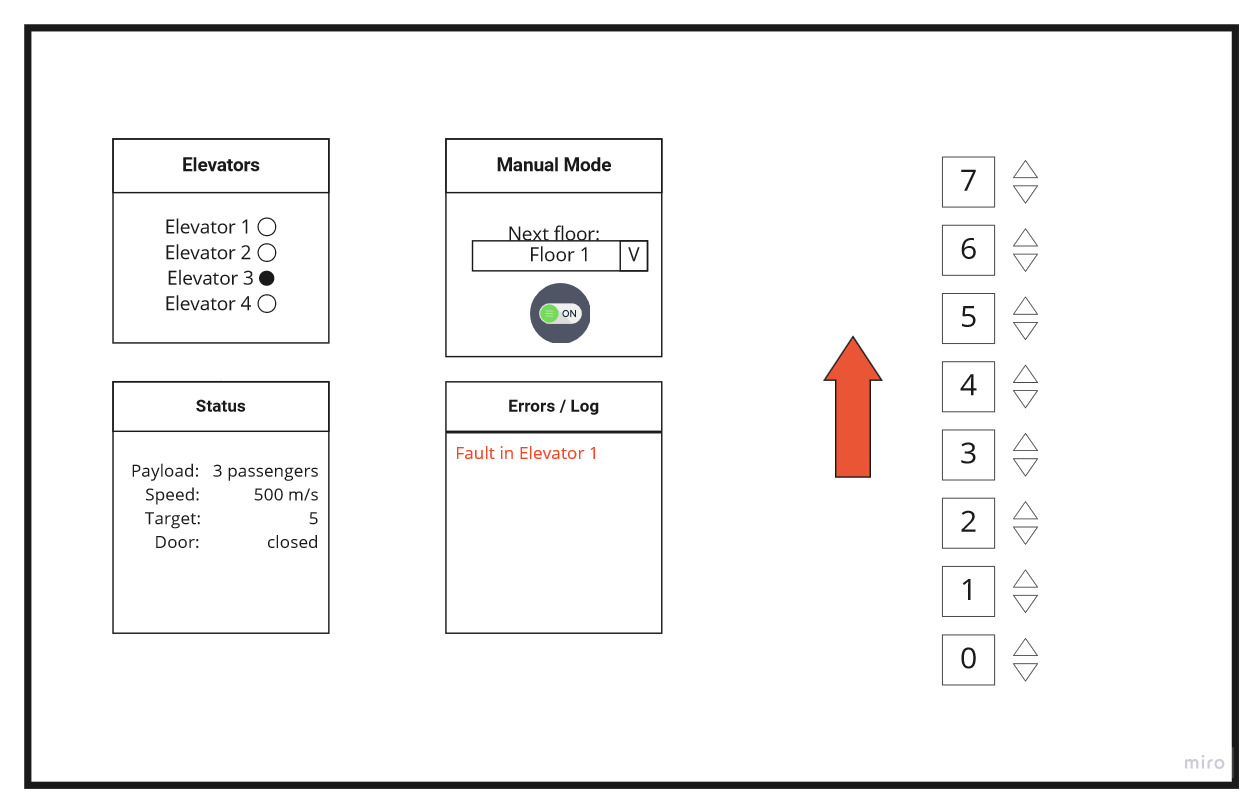 Elevators
Elevator 1
Elevator 2
Elevator 3
Elevator 4
Manual Mode
Next floor:
Floor 1 V
ON
Status
Payload: 3 passengers
Speed: 500 m/s
Target: 5
Door: closed
Errors / Log
Fault in Elevator 1
7
6
5
4
3
2
1
0
miro